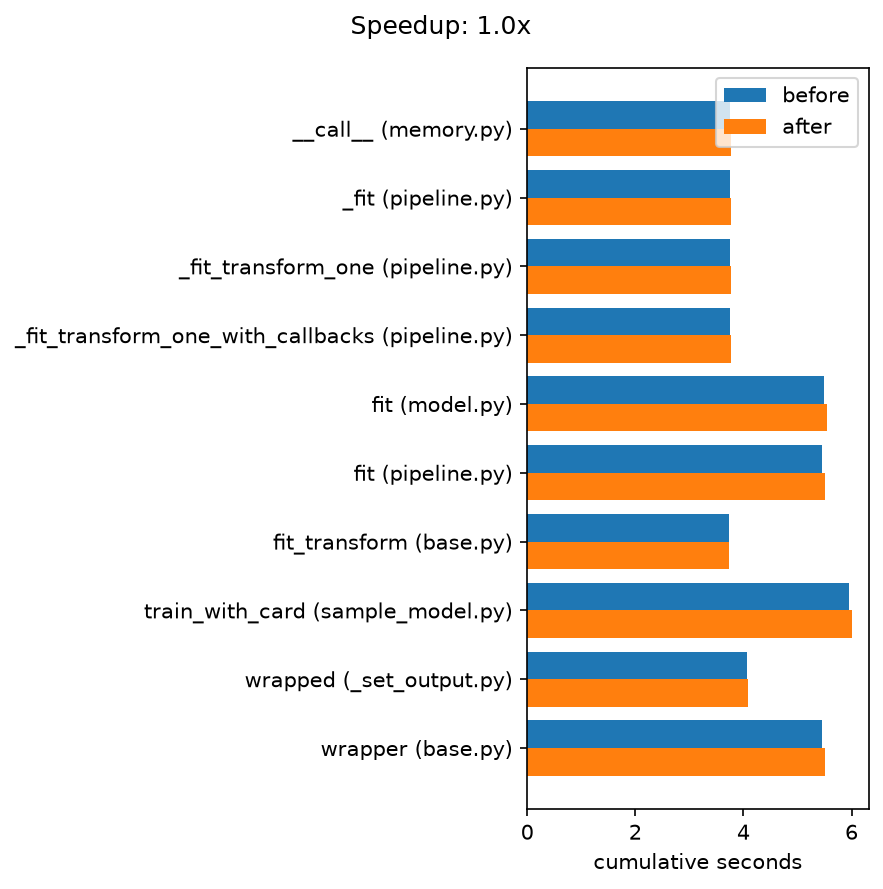 Speedup: 1.0x
before
after
__call__ (memory.py)
_fit (pipeline.py)
_fit_transform_one (pipeline.py)
_fit_transform_one_with_callbacks (pipeline.py)
fit (model.py)
fit (pipeline.py)
fit_transform (base.py)
train_with_card (sample_model.py)
wrapped (_set_output.py)
wrapper (base.py)
0 2 4 6
cumulative seconds